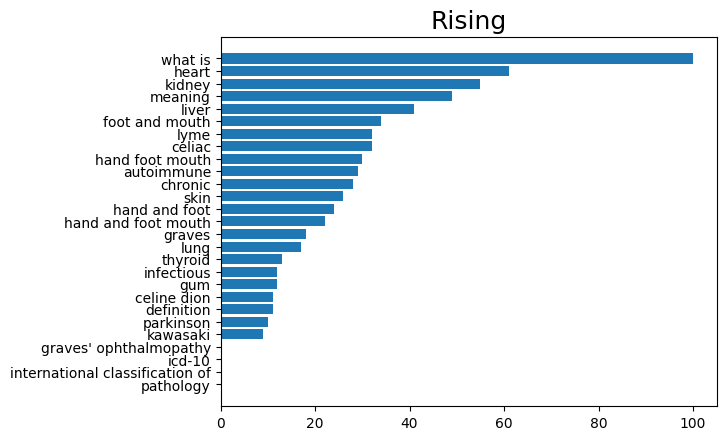 Rising
what is
heart
kidney
meaning
liver
foot and mouth
lyme
celiac
hand foot mouth
autoimmune
chronic
skin
hand and foot
hand and foot mouth
graves
lung
thyroid
infectious
gum
celine dion
definition
parkinson
kawasaki
graves' ophthalmopathy
icd-10
international classification of
pathology
0 20 40 60 80 100